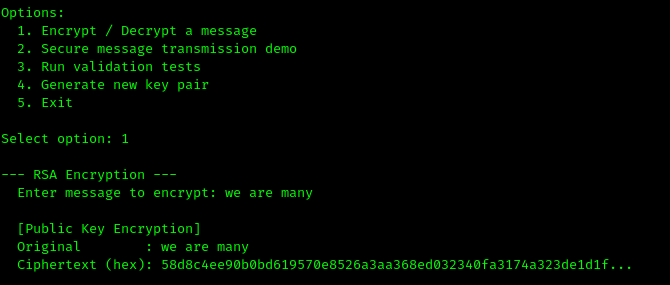 Options:
1. Encrypt / Decrypt a message
2. Secure message transmission demo
3. Run validation tests
4. Generate new key pair
5. Exit
Select option: 1
--- RSA Encryption ---
Enter message to encrypt: we are many
[Public Key Encryption]
Original        : we are many
Ciphertext (hex): 58d8c4ee90b0bd619570e8526a3aa368ed032340fa3174a323de1d1f...